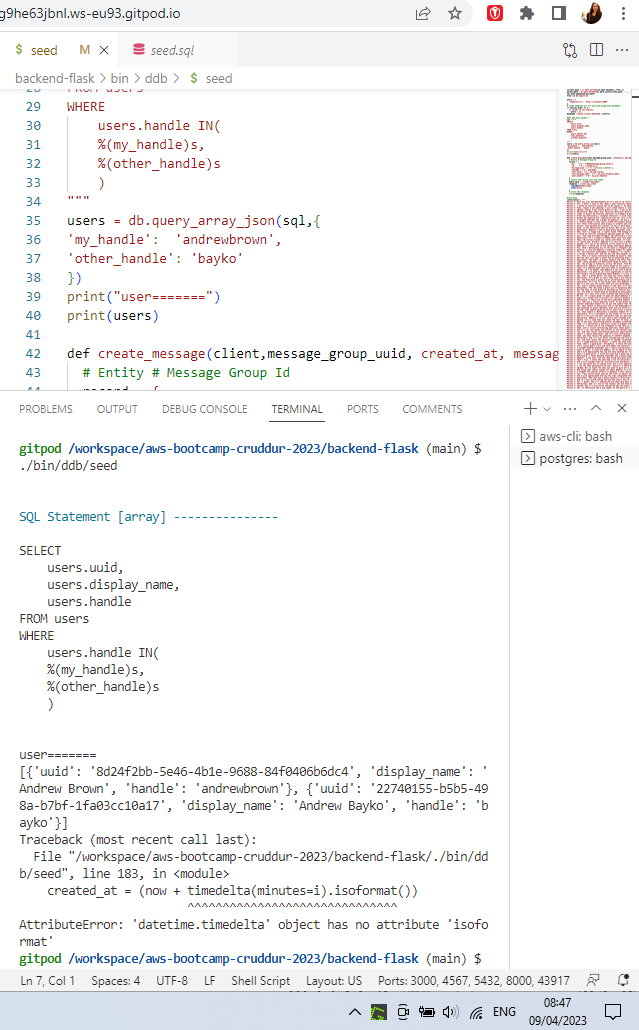 g9he63jbnl.ws-eu93.gitpod.io
$ seed M
seed.sql
backend-flask > bin > ddb > $ seed
28 FROM users
29 WHERE
30 users.handle IN(
31 %(my_handle)s,
32 %(other_handle)s
33 )
34 """
35 users = db.query_array_json(sql,{
36 'my_handle': 'andrewbrown',
37 'other_handle': 'bayko'
38 })
39 print("user=======")
40 print(users)
41
42 def create_message(client,message_group_uuid, created_at, messag
43 # Entity # Message Group Id
44 record = {
PROBLEMS OUTPUT DEBUG CONSOLE TERMINAL PORTS COMMENTS
aws-cli: bash
postgres: bash
gitpod /workspace/aws-bootcamp-cruddur-2023/backend-flask (main) $
./bin/ddb/seed
SQL Statement [array] ---------------
SELECT
users.uuid,
users.display_name,
users.handle
FROM users
WHERE
users.handle IN(
%(my_handle)s,
%(other_handle)s
)
user=======
[{'uuid': '8d24f2bb-5e46-4b1e-9688-84f0406b6dc4', 'display_name': '
Andrew Brown', 'handle': 'andrewbrown'}, {'uuid': '22740155-b5b5-49
8a-b7bf-1fa03cc10a17', 'display_name': 'Andrew Bayko', 'handle': 'b
ayko'}]
Traceback (most recent call last):
File "/workspace/aws-bootcamp-cruddur-2023/backend-flask/./bin/dd
b/seed", line 183, in <module>
created_at = (now + timedelta(minutes=i).isoformat())
^^^^^^^^^^^^^^^^^^^^^^^^^^^^^^
AttributeError: 'datetime.timedelta' object has no attribute 'isofo
rmat'
gitpod /workspace/aws-bootcamp-cruddur-2023/backend-flask (main) $
Ln 7, Col 1 Spaces: 4 UTF-8 LF Shell Script Layout: US Ports: 3000, 4567, 5432, 8000, 43917
ENG
08:47
09/04/2023